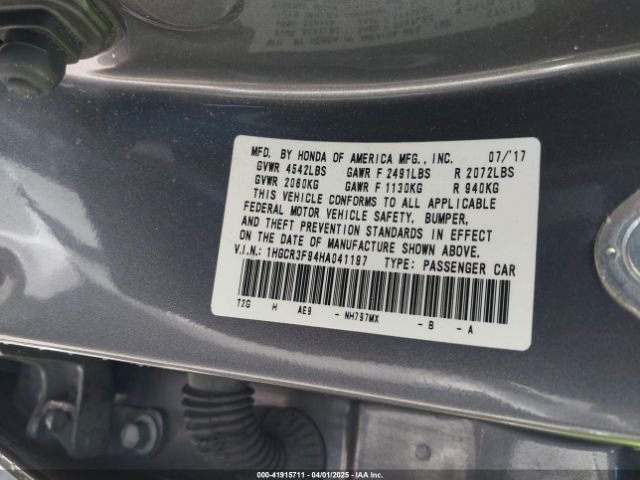 MFD. BY HONDA OF AMERICA MFG., INC. 07/'17
GVWR 4542LBS GAWR F 2491LBS R 2072LBS
GVWR 2060KG GAWR F 1130KG R 940KG
THIS VEHICLE CONFORMS TO ALL APPLICABLE
FEDERAL MOTOR VEHICLE SAFETY, BUMPER,
AND THEFT PREVENTION STANDARDS IN EFFECT
ON THE DATE OF MANUFACTURE SHOWN ABOVE.
V.I.N.: 1HGCR3F94HA041197 TYPE: PASSENGER CAR
T2G H AE9 - NH797MX - B - A
000-41915711 04/01/2025 IAA Inc.